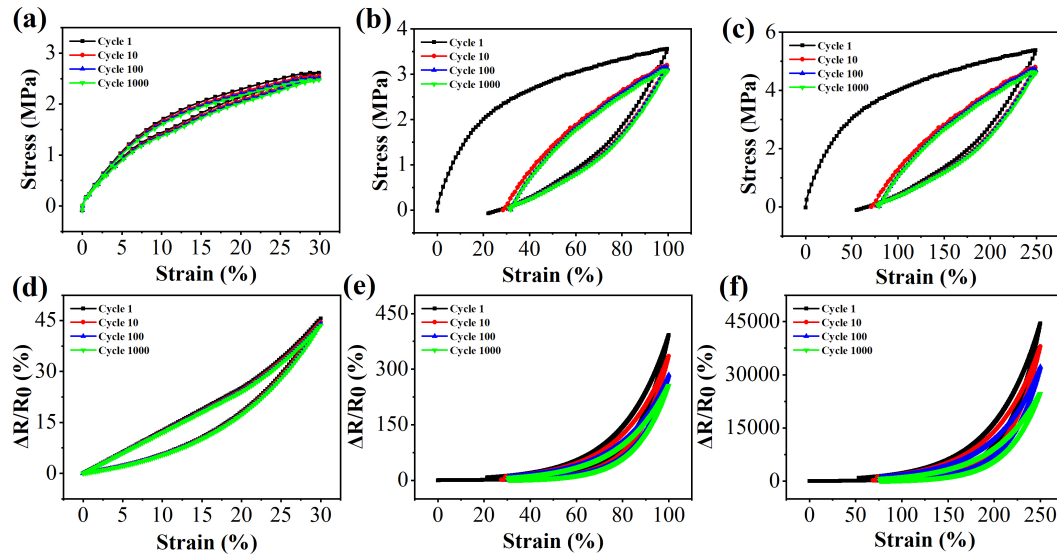 (a)
Cycle 1
Cycle 10
Cycle 100
Cycle 1000
Stress (MPa)
3
2
1
0
0 5 10 15 20 25 30
Strain (%)
(b)
Cycle 1
Cycle 10
Cycle 100
Cycle 1000
Stress (MPa)
4
3
2
1
0
0 20 40 60 80 100
Strain (%)
(c)
Cycle 1
Cycle 10
Cycle 100
Cycle 1000
Stress (MPa)
6
4
2
0
0 50 100 150 200 250
Strain (%)
(d)
Cycle 1
Cycle 10
Cycle 100
Cycle 1000
ΔR/R0 (%)
45
30
15
0
0 5 10 15 20 25 30
Strain (%)
(e)
Cycle 1
Cycle 10
Cycle 100
Cycle 1000
ΔR/R0 (%)
450
300
150
0
0 20 40 60 80 100
Strain (%)
(f)
Cycle 1
Cycle 10
Cycle 100
Cycle 1000
ΔR/R0 (%)
45000
30000
15000
0
0 50 100 150 200 250
Strain (%)